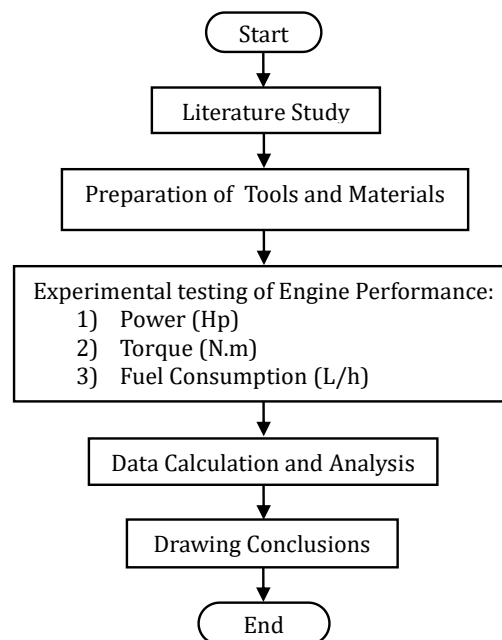 Start
Literature Study
Preparation of Tools and Materials
Experimental testing of Engine Performance:
1) Power (Hp)
2) Torque (N.m)
3) Fuel Consumption (L/h)
Data Calculation and Analysis
Drawing Conclusions
End